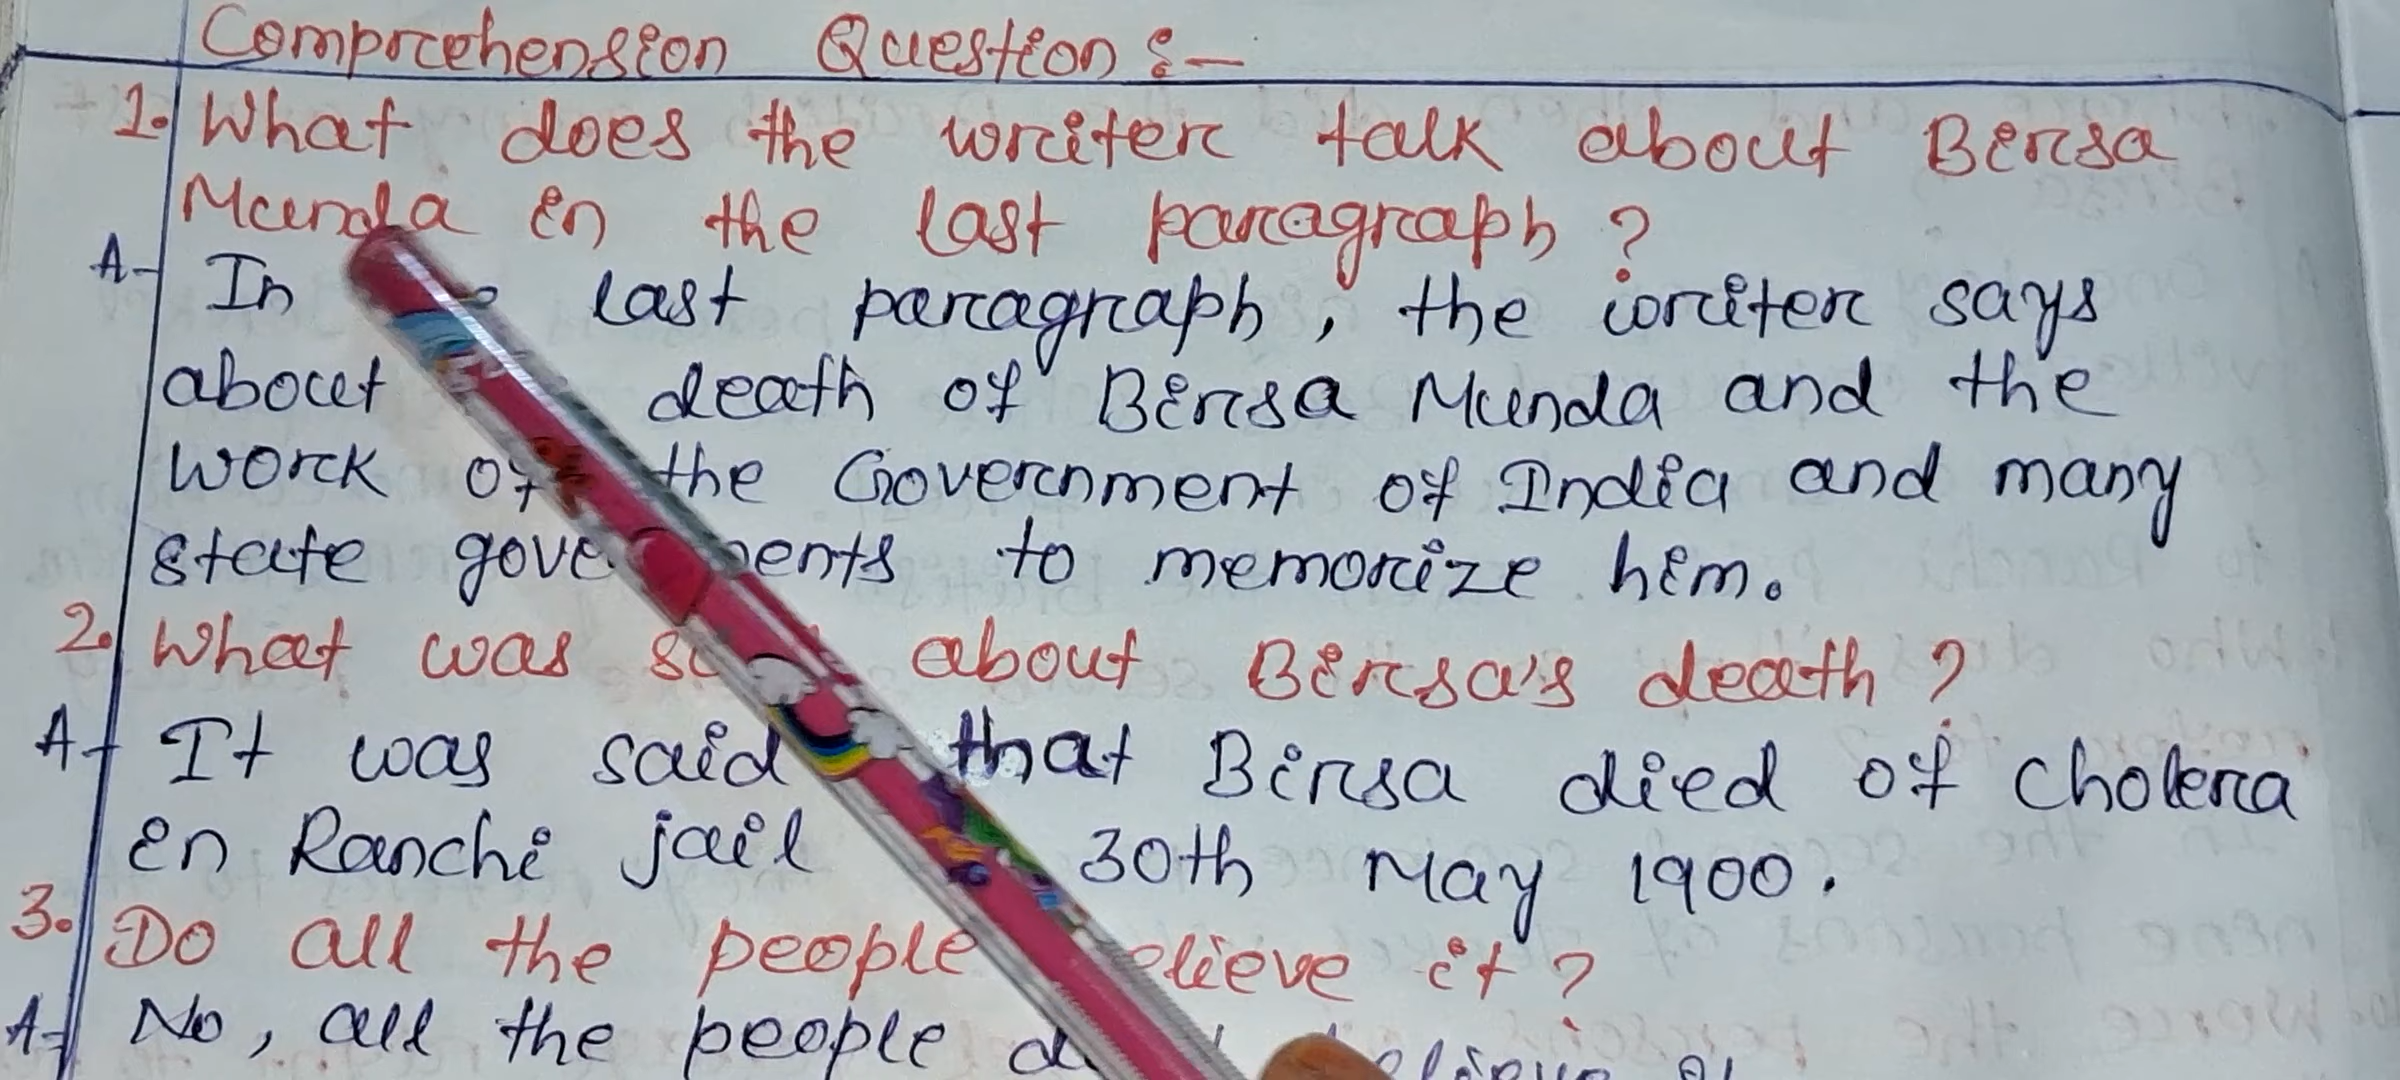 Comprehension Question :-
1. What does the writer talk about Birsa
Munda in the last paragraph?
A- In last paragraph, the writer says
about death of Birsa Munda and the
work of the Government of India and many
state to memorize him.
2. What was about Birsa's death?
A- It was said that Birsa died of cholera
in Ranchi jail 30th May 1900.
3. Do all the people it?
A- No, all the people